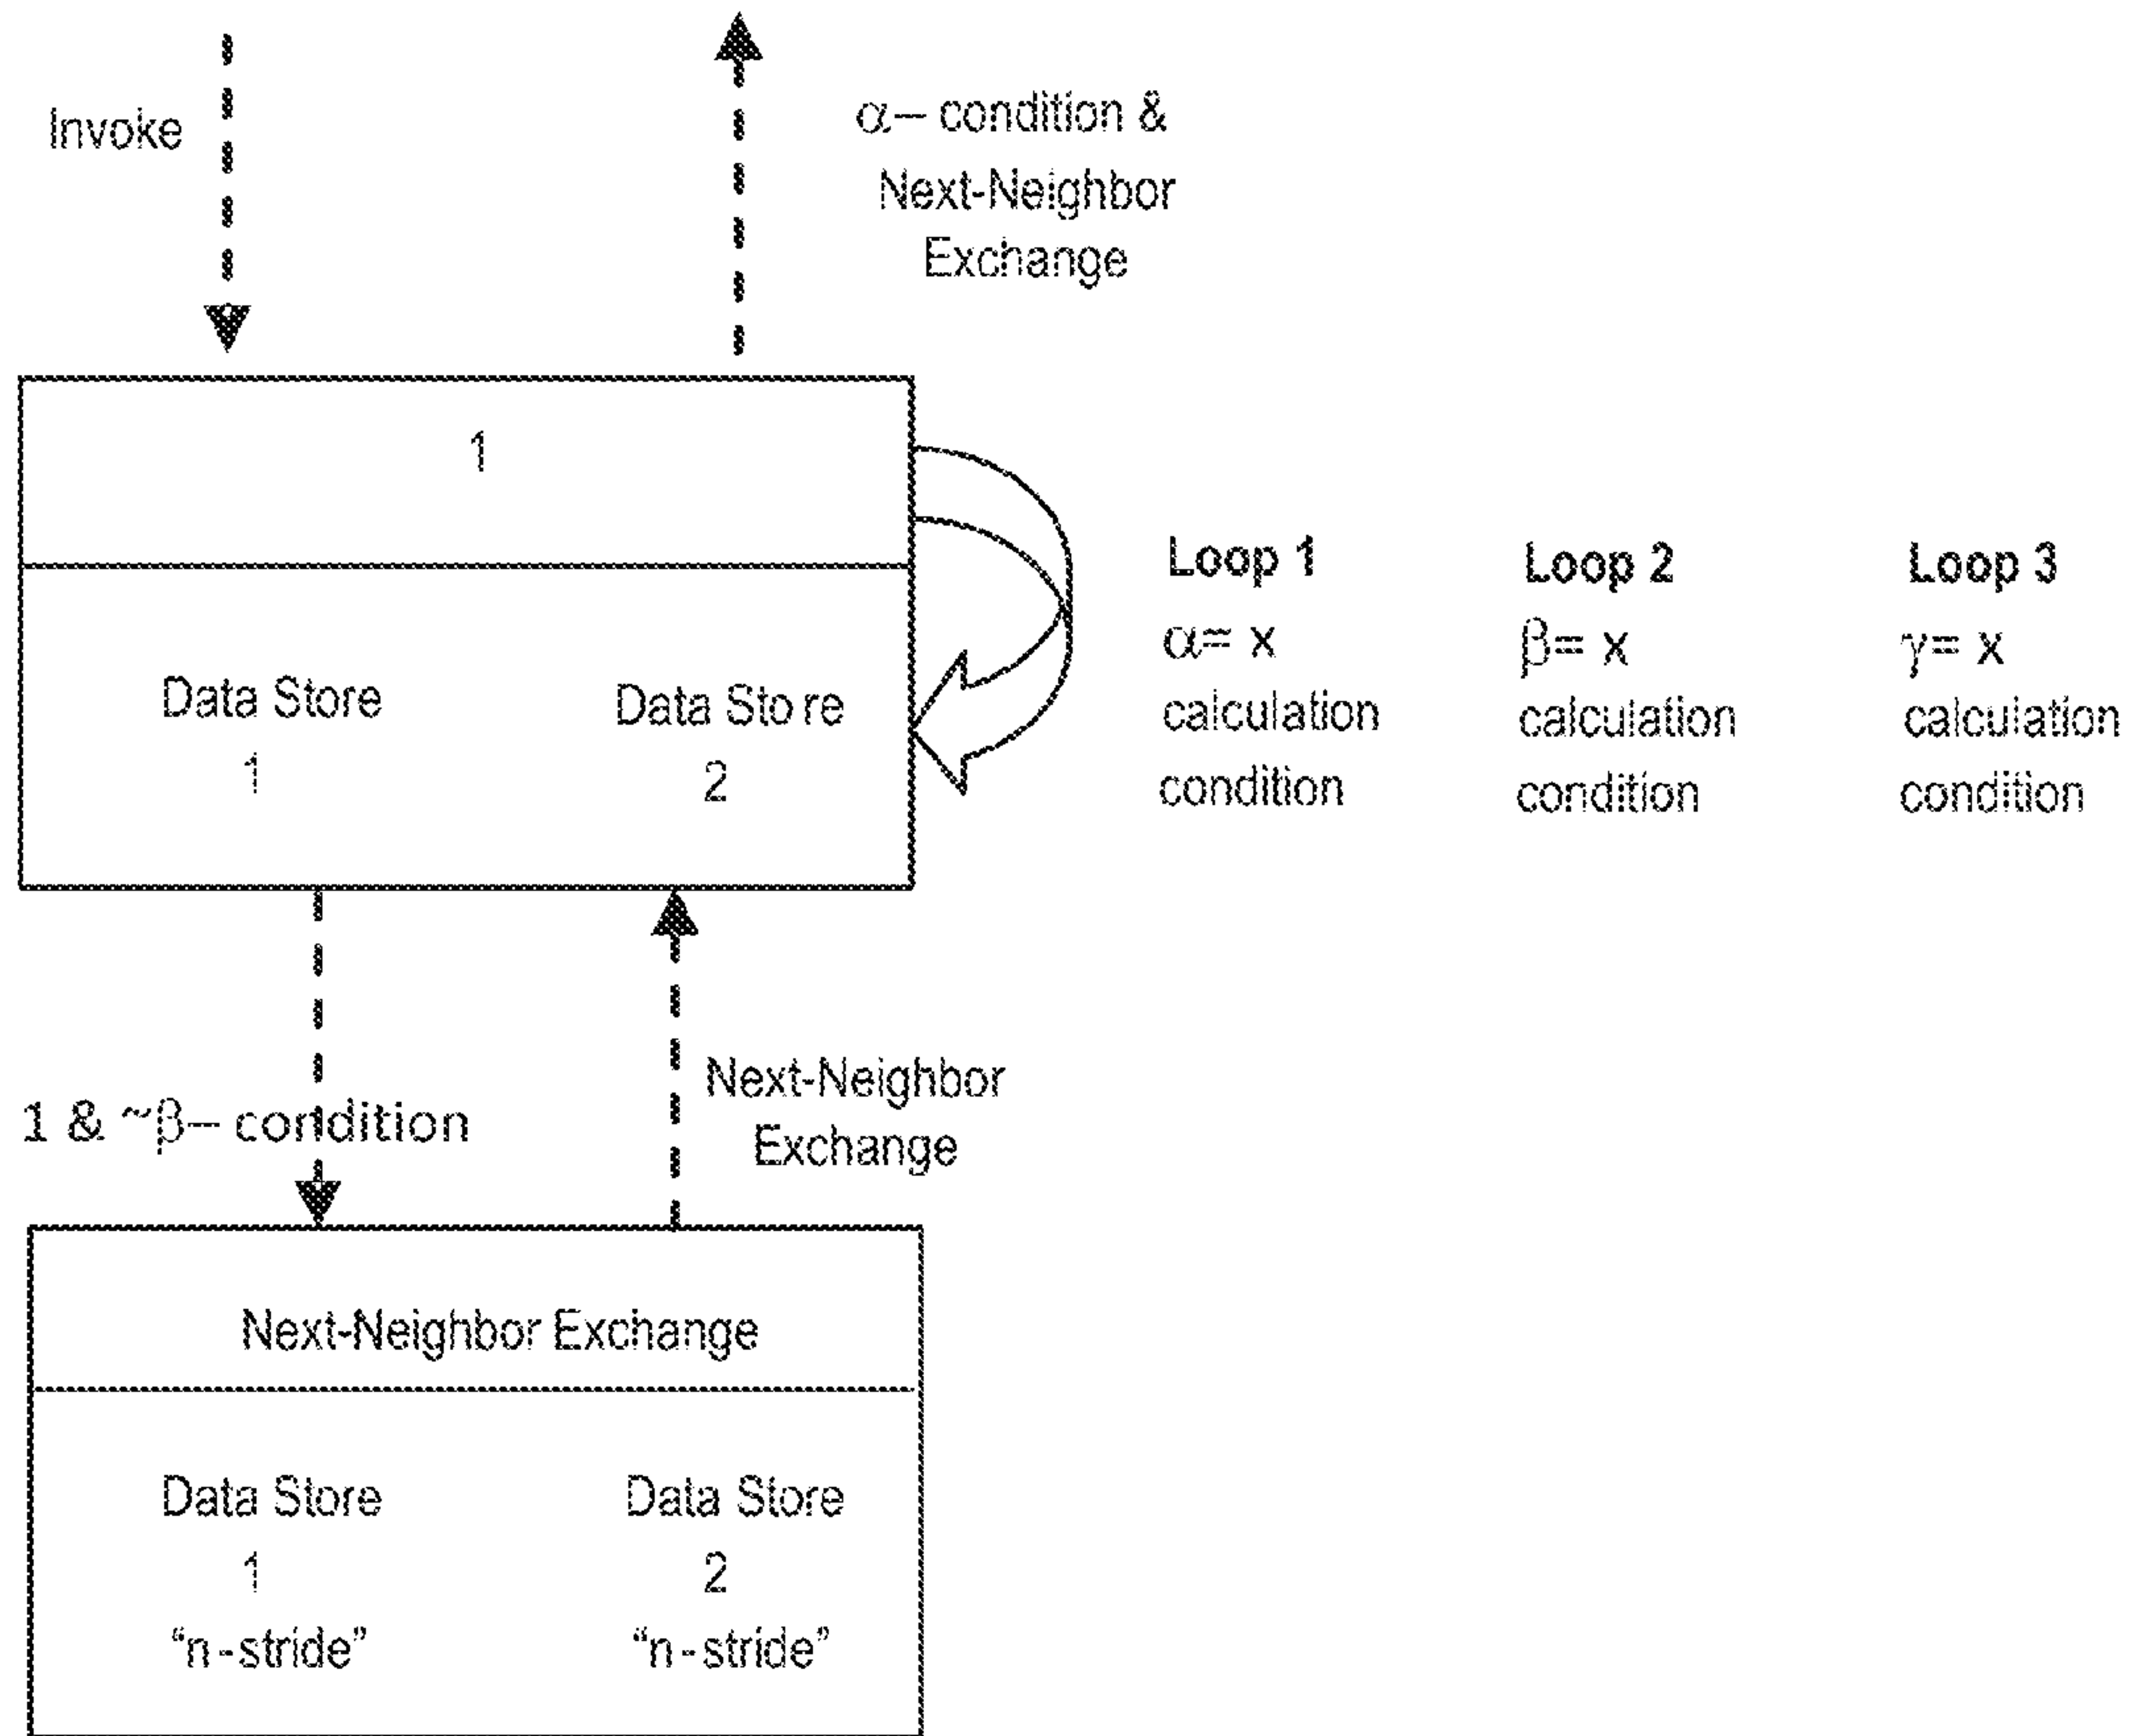 Invoke
α– condition &
Next-Neighbor
Exchange
1
Data Store
1
Data Store
2
Loop 1
α= x
calculation
condition
Loop 2
β= x
calculation
condition
Loop 3
γ= x
calculation
condition
1 & ~β– condition
Next-Neighbor
Exchange
Next-Neighbor Exchange
Data Store
1
"n-stride"
Data Store
2
"n-stride"